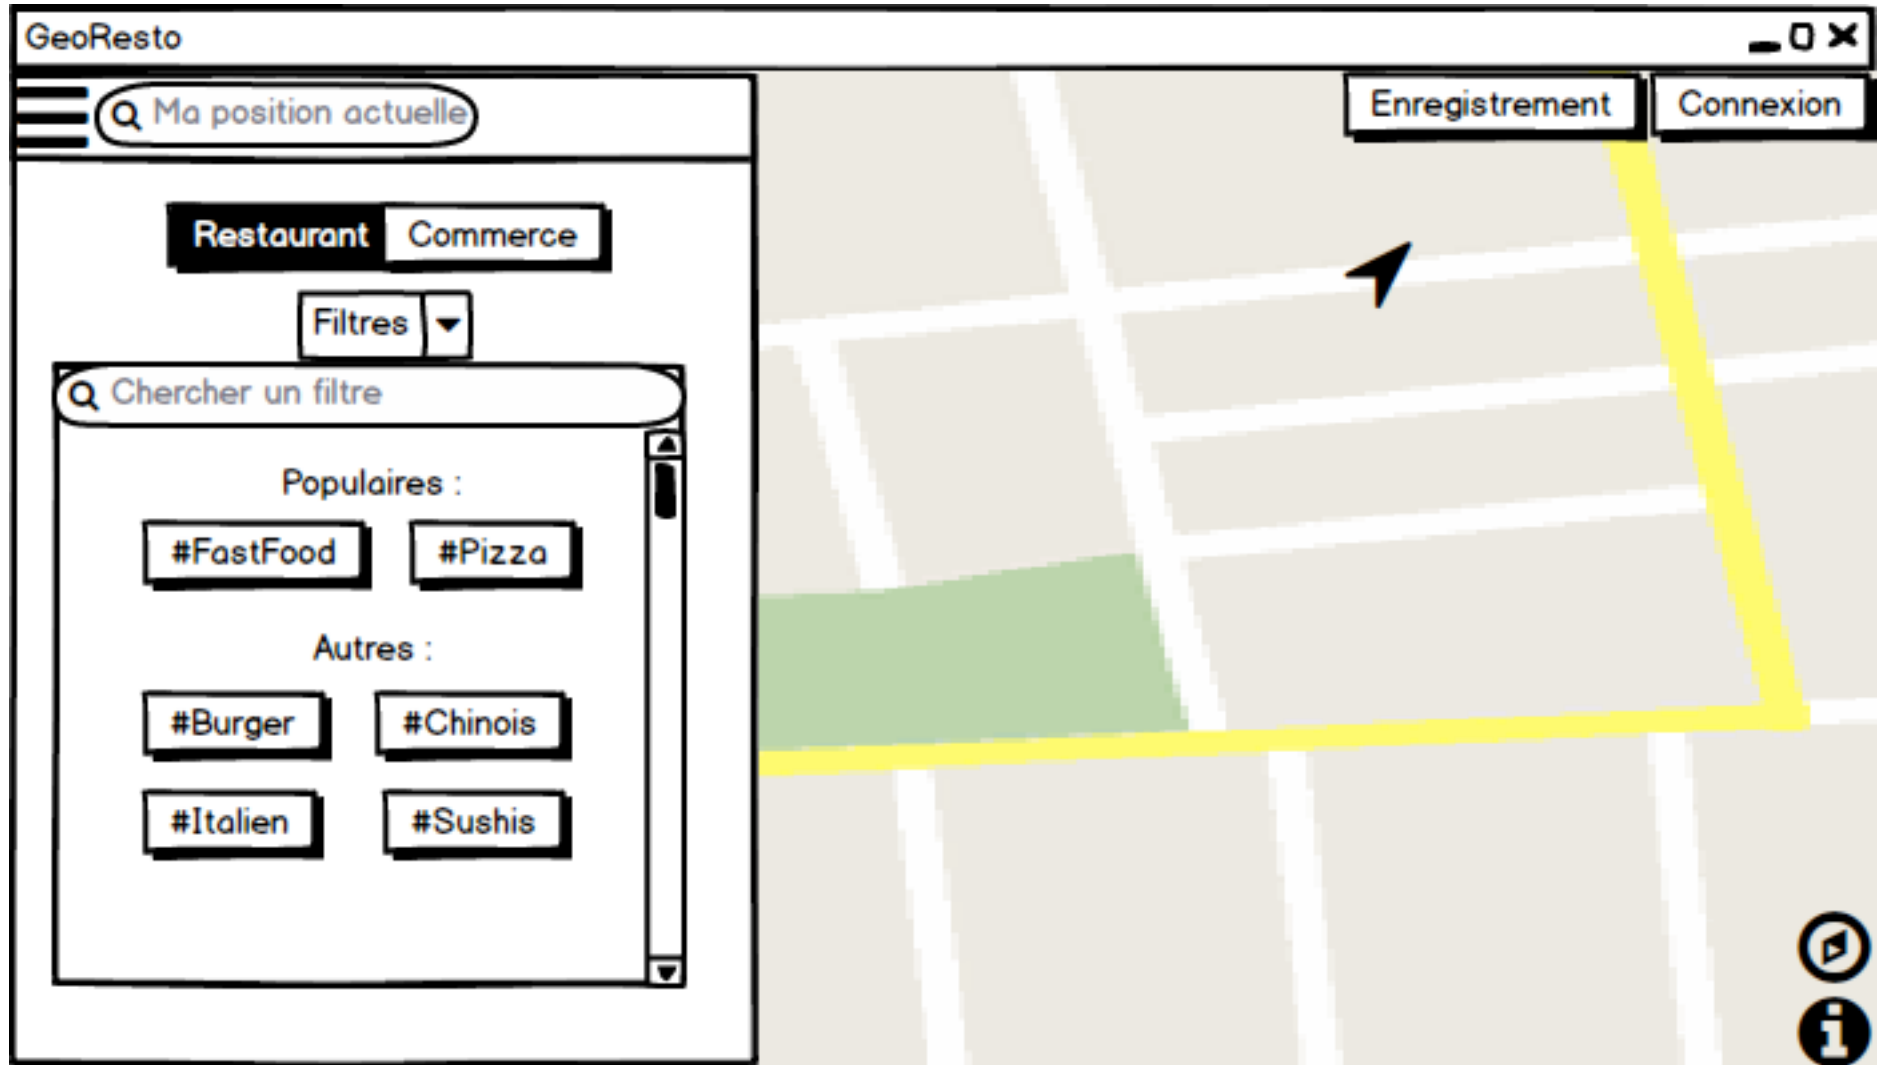 GeoResto
Ma position actuelle
Enregistrement
Connexion
Restaurant
Commerce
Filtres
Chercher un filtre
Populaires :
#FastFood
#Pizza
Autres :
#Burger
#Chinois
#Italien
#Sushis